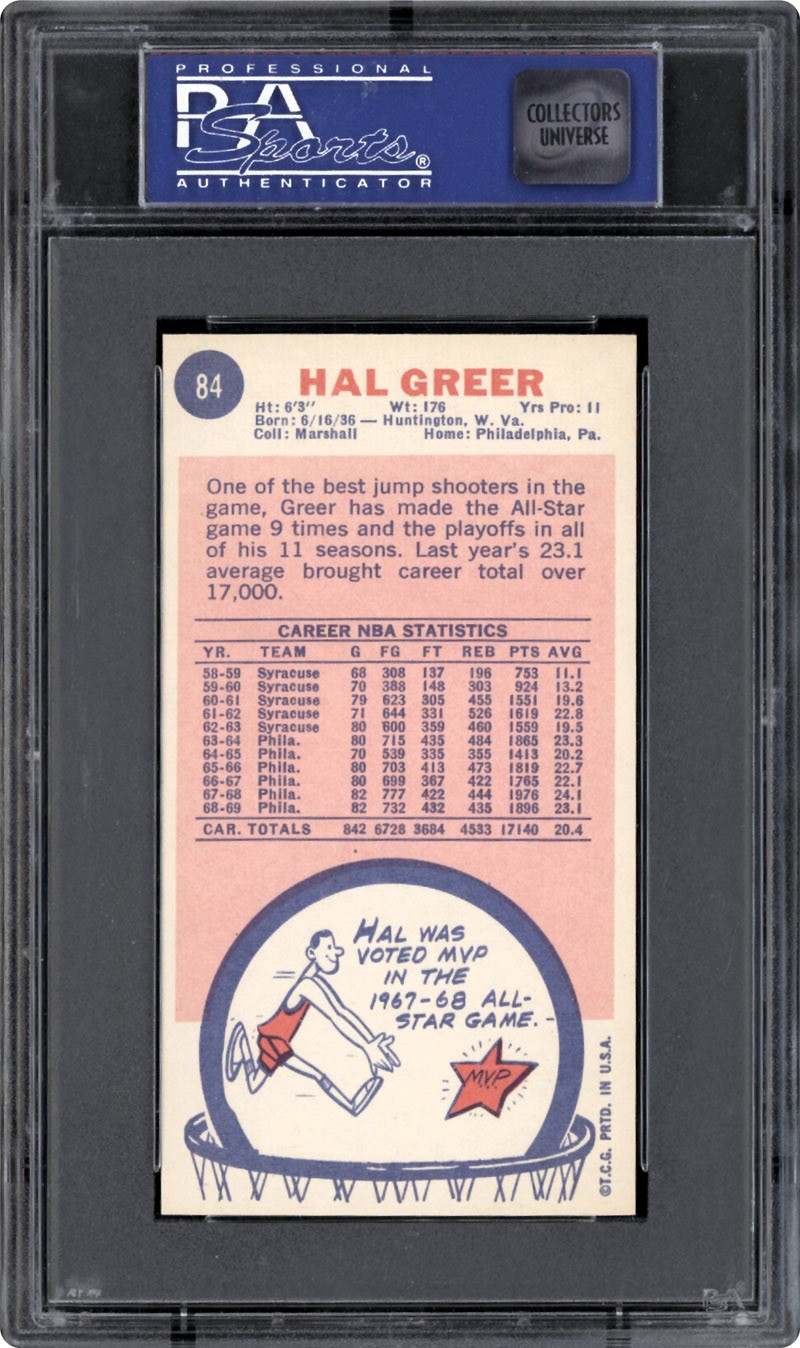 PROFESSIONAL
PSA
Sports®
AUTHENTICATOR
COLLECTORS
UNIVERSE
84
HAL GREER
Ht: 6'3" Wt: 176 Yrs Pro: 11
Born: 6/16/36 — Huntington, W. Va.
Coll: Marshall Home: Philadelphia, Pa.
One of the best jump shooters in the
game, Greer has made the All-Star
game 9 times and the playoffs in all
of his 11 seasons. Last year's 23.1
average brought career total over
17,000.
CAREER NBA STATISTICS
YR. TEAM G FG FT REB PTS AVG
58-59 Syracuse 68 308 137 196 753 11.1
59-60 Syracuse 70 388 148 303 924 13.2
60-61 Syracuse 79 623 305 455 1551 19.6
61-62 Syracuse 71 644 331 526 1619 22.8
62-63 Syracuse 80 600 359 460 1559 19.5
63-64 Phila. 80 715 435 484 1865 23.3
64-65 Phila. 70 539 335 355 1413 20.2
65-66 Phila. 80 703 413 473 1819 22.7
66-67 Phila. 80 699 367 422 1765 22.1
67-68 Phila. 82 777 422 444 1976 24.1
68-69 Phila. 82 732 432 435 1896 23.1
CAR. TOTALS 842 6728 3684 4533 17140 20.4
HAL WAS
VOTED MVP
IN THE
1967-68 ALL-
STAR GAME.
MVP
©T.C.G. PRTD. IN U.S.A.
PSA